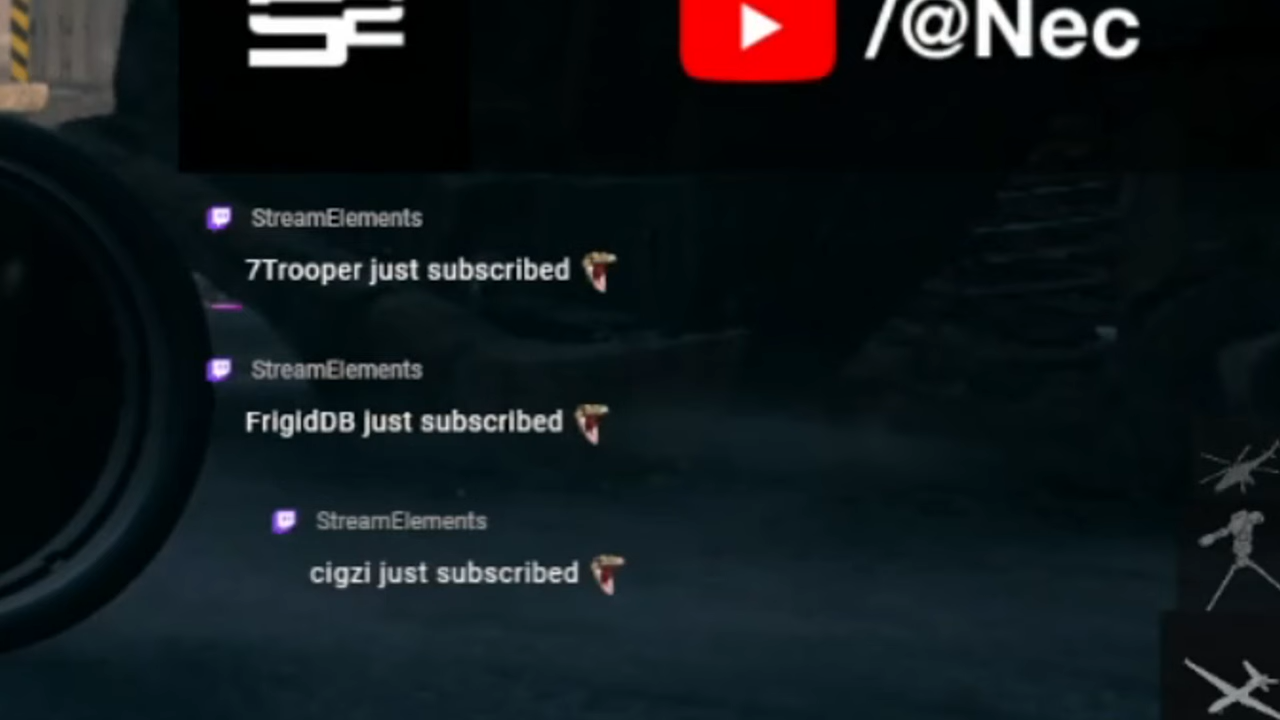 /@Nec
StreamElements
7Trooper just subscribed
StreamElements
FrigidDB just subscribed
StreamElements
cigzi just subscribed